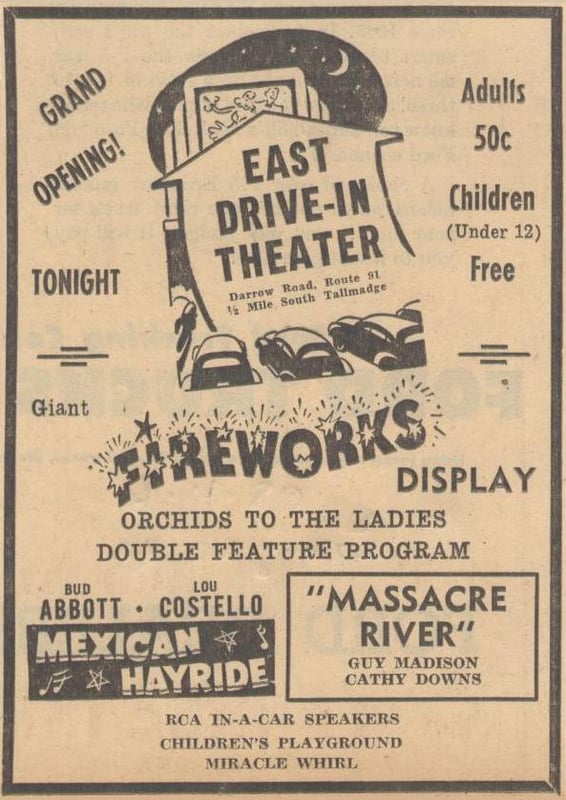 GRAND
OPENING!
TONIGHT
EAST
DRIVE-IN
THEATER
Darrow Road, Route 91
½ Mile South Tallmadge
Adults
50c
Children
(Under 12)
Free
Giant
FIREWORKS
DISPLAY
ORCHIDS TO THE LADIES
DOUBLE FEATURE PROGRAM
BUD LOU
ABBOTT • COSTELLO
MEXICAN
HAYRIDE
"MASSACRE
RIVER"
GUY MADISON
CATHY DOWNS
RCA IN-A-CAR SPEAKERS
CHILDREN'S PLAYGROUND
MIRACLE WHIRL